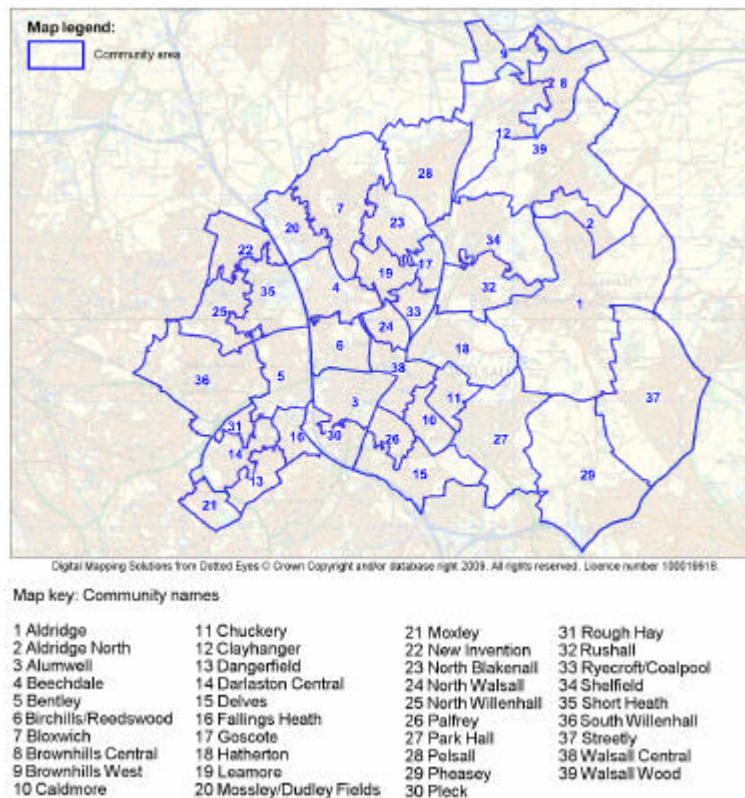 Map legend:
Community area
9
8
12
39
28
7
23
20
2
34
22
19
17
35
4
32
25
33
1
24
6
18
38
36
5
37
3
11
10
31
30
26
16
27
14
15
29
13
21
Digital Mapping Solutions from Dotted Eyes © Crown Copyright and/or database right 2009. All rights reserved. Licence number 100019918.
Map key: Community names
1 Aldridge
2 Aldridge North
3 Alumwell
4 Beechdale
5 Bentley
6 Birchills/Reedswood
7 Bloxwich
8 Brownhills Central
9 Brownhills West
10 Caldmore
11 Chuckery
12 Clayhanger
13 Dangerfield
14 Darlaston Central
15 Delves
16 Fallings Heath
17 Goscote
18 Hatherton
19 Leamore
20 Mossley/Dudley Fields
21 Moxley
22 New Invention
23 North Blakenall
24 North Walsall
25 North Willenhall
26 Palfrey
27 Park Hall
28 Pelsall
29 Pheasey
30 Pleck
31 Rough Hay
32 Rushall
33 Ryecroft/Coalpool
34 Shelfield
35 Short Heath
36 South Willenhall
37 Streetly
38 Walsall Central
39 Walsall Wood